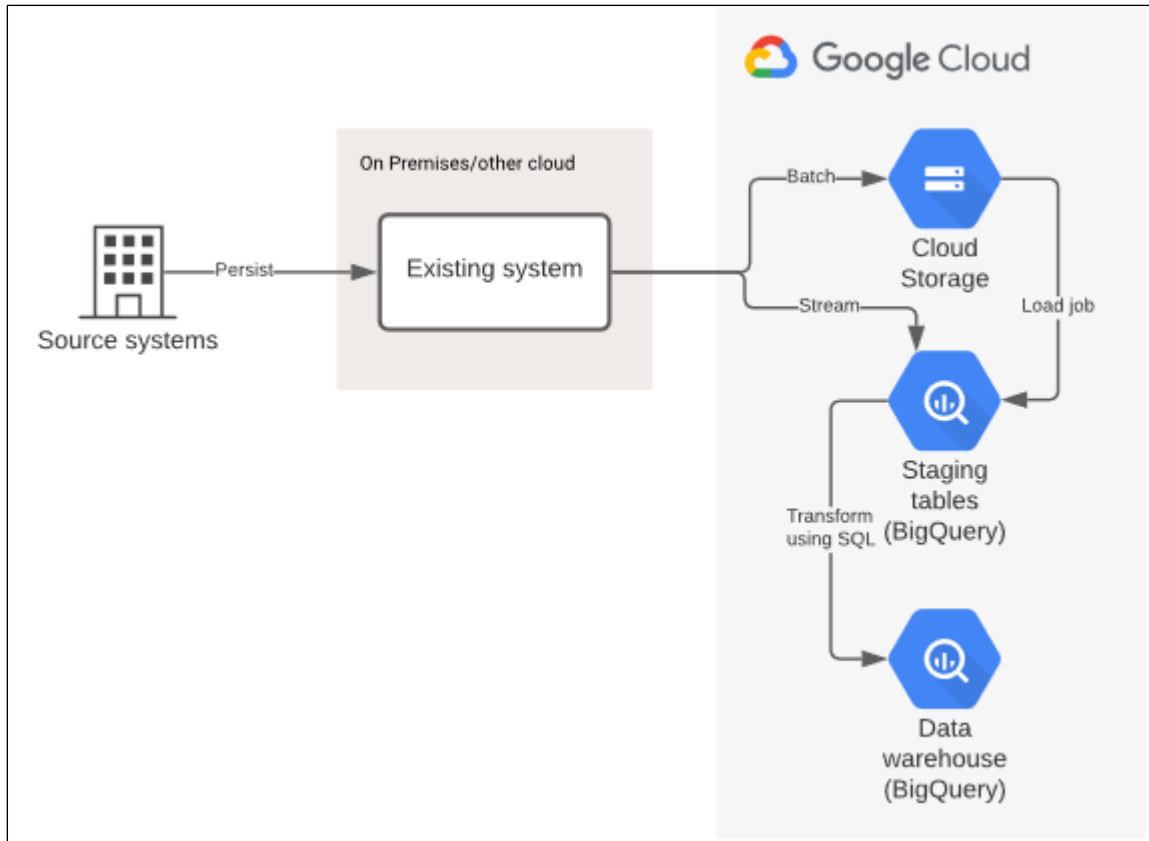 Google Cloud
On Premises/other cloud
Batch
Cloud
Storage
Persist
Existing system
Source systems
Stream
Load job
Staging
tables
(BigQuery)
Transform
using SQL
Data
warehouse
(BigQuery)